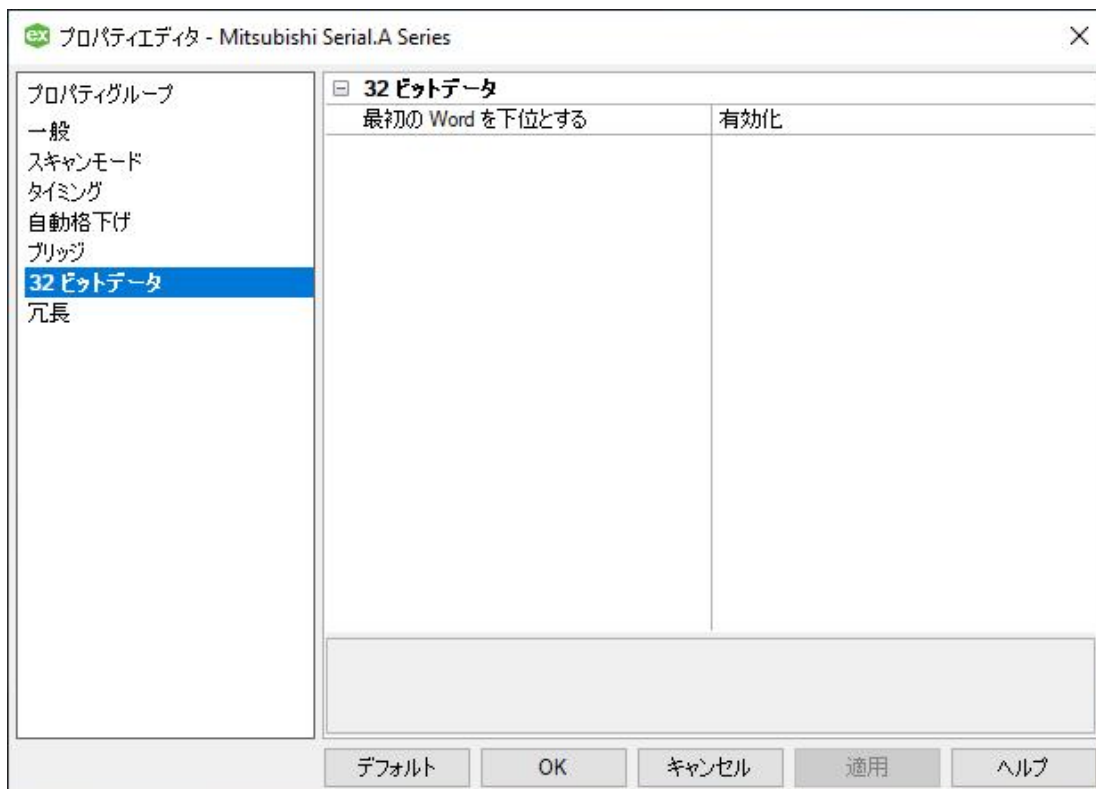 ex プロパティエディタ - Mitsubishi Serial.A Series
プロパティグループ
一般
スキャンモード
タイミング
自動格下げ
ブリッジ
32 ビットデータ
冗長
32 ビットデータ
最初の Word を下位とする 有効化
デフォルト OK キャンセル 適用 ヘルプ